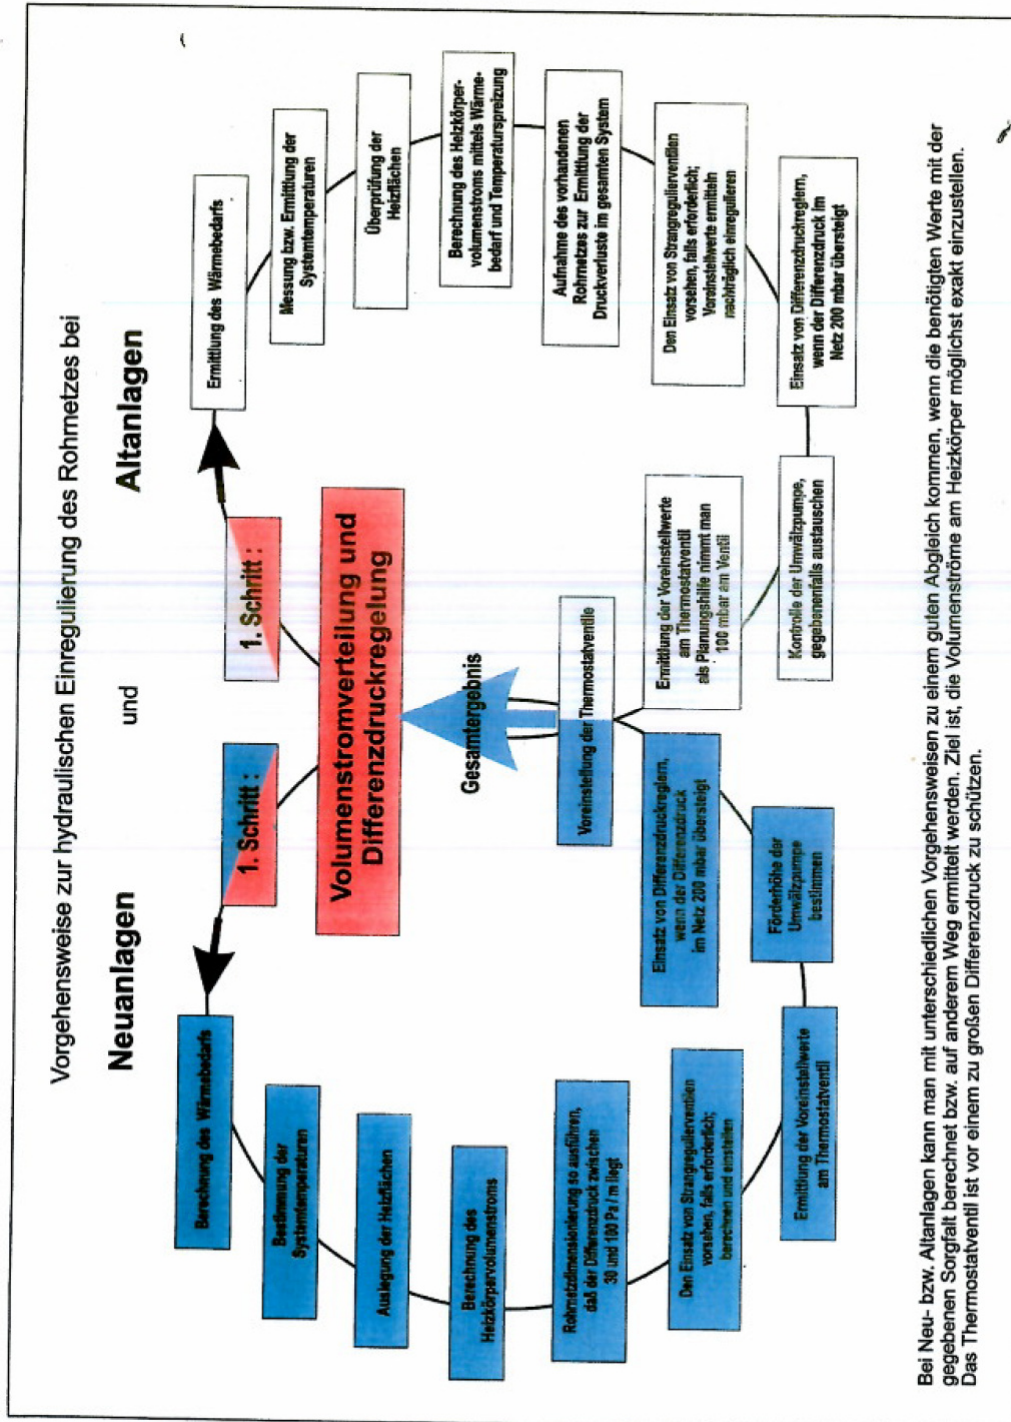 Vorgehensweise zur hydraulischen Einregulierung des Rohrnetzes bei
Neuanlagen
und
Altanlagen
1. Schritt :
1. Schritt :
Volumenstromverteilung und
Differenzdruckregelung
Gesamtergebnis
Voreinstellung der Thermostatventile
Berechung des Wärmebedarfs
Bestimmung der
Systemtemperaturen
Auslegung der Heizflächen
Berechnung des
Heizkörpervolumenstroms
Rohrnetzdimensionierung so ausführen,
daß der Differenzdruck zwischen
30 und 100 Pa / m liegt
Den Einsatz von Strangregulierventilen
vorsehen, falls erforderlich;
berechnen und einstellen
Ermittlung der Voreinstellwerte
am Thermostatventil
Förderhöhe der
Umwälzpumpe
bestimmen
Einsatz von Differenzdruckreglern,
wenn der Differenzdruck
im Netz 200 mbar übersteigt
Ermittlung des Wärmebedarfs
Messung bzw. Ermittlung der
Systemtemperaturen
Überprüfung der
Heizflächen
Berechnung des Heizkörper-
volumenstroms mittels Wärme-
bedarf und Temperaturspreizung
Aufnahme des vorhandenen
Rohrnetzes zur Ermittlung der
Druckverluste im gesamten System
Den Einsatz von Strangregulierventilen
vorsehen, falls erforderlich;
Voreinstellwerte ermitteln
nachträglich einregulieren
Einsatz von Differenzdruckreglern,
wenn der Differenzdruck im
Netz 200 mbar übersteigt
Kontrolle der Umwälzpumpe,
gegebenenfalls austauschen
Ermittlung der Voreinstellwerte
am Thermostatventil
als Planungshilfe nimmt man
100 mbar am Ventil
Bei Neu- bzw. Altanlagen kann man mit unterschiedlichen Vorgehensweisen zu einem guten Abgleich kommen, wenn die benötigten Werte mit der
gegebenen Sorgfalt berechnet bzw. auf anderem Weg ermittelt werden. Ziel ist, die Volumenströme am Heizkörper möglichst exakt einzustellen.
Das Thermostatventil ist vor einem zu großen Differenzdruck zu schützen.